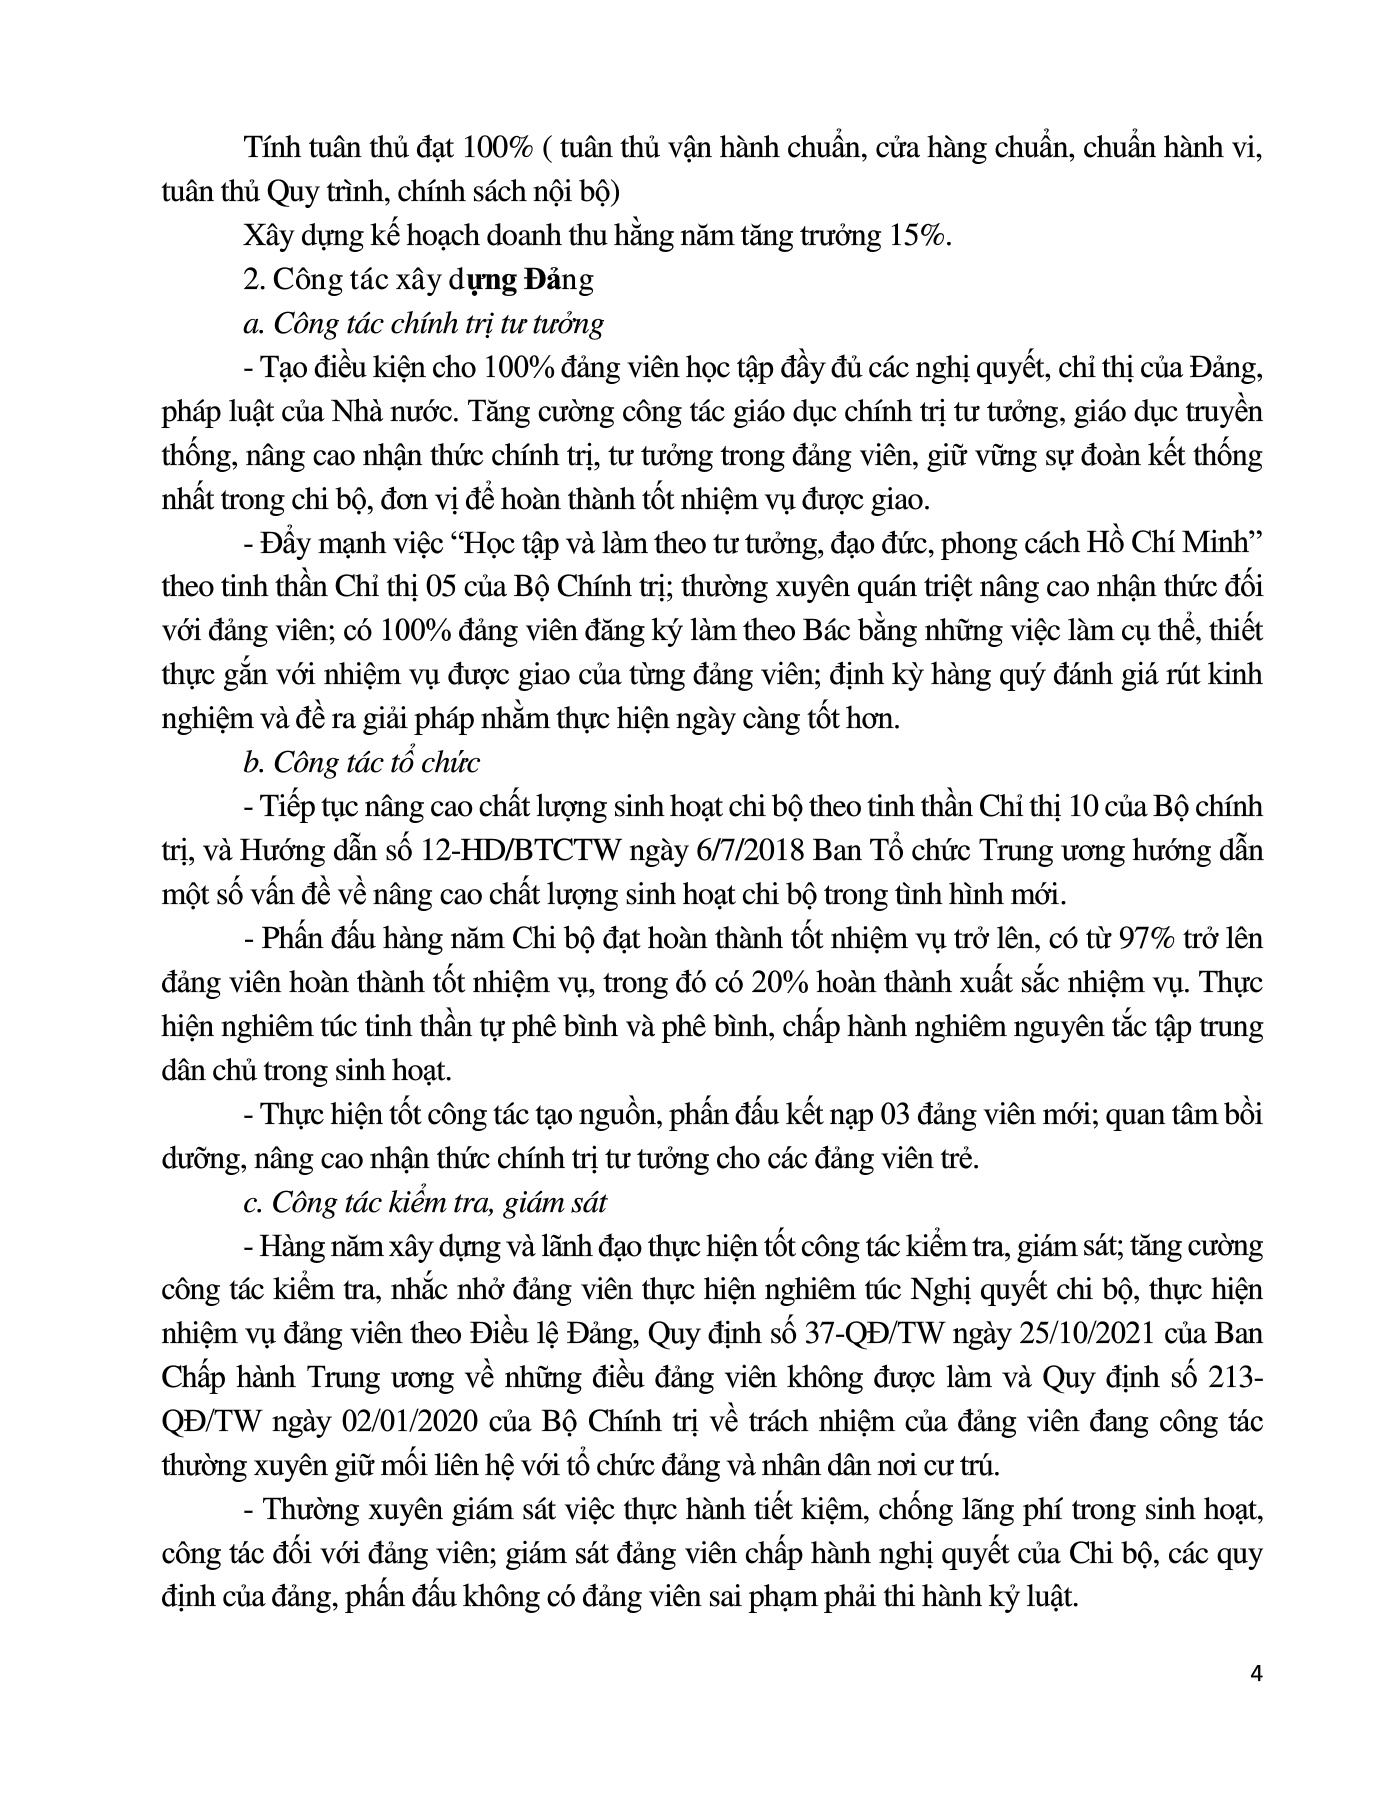 Tính tuân thủ đạt 100% ( tuân thủ vận hành chuẩn, cửa hàng chuẩn, chuẩn hành vi,
tuân thủ Quy trình, chính sách nội bộ)
Xây dựng kế hoạch doanh thu hằng năm tăng trưởng 15%.
2. Công tác xây dựng Đảng
a. Công tác chính trị tư tưởng
- Tạo điều kiện cho 100% đảng viên học tập đầy đủ các nghị quyết, chỉ thị của Đảng,
pháp luật của Nhà nước. Tăng cường công tác giáo dục chính trị tư tưởng, giáo dục truyền
thống, nâng cao nhận thức chính trị, tư tưởng trong đảng viên, giữ vững sự đoàn kết thống
nhất trong chi bộ, đơn vị để hoàn thành tốt nhiệm vụ được giao.
- Đẩy mạnh việc “Học tập và làm theo tư tưởng, đạo đức, phong cách Hồ Chí Minh”
theo tinh thần Chỉ thị 05 của Bộ Chính trị; thường xuyên quán triệt nâng cao nhận thức đối
với đảng viên; có 100% đảng viên đăng ký làm theo Bác bằng những việc làm cụ thể, thiết
thực gắn với nhiệm vụ được giao của từng đảng viên; định kỳ hàng quý đánh giá rút kinh
nghiệm và đề ra giải pháp nhằm thực hiện ngày càng tốt hơn.
b. Công tác tổ chức
- Tiếp tục nâng cao chất lượng sinh hoạt chi bộ theo tinh thần Chỉ thị 10 của Bộ chính
trị, và Hướng dẫn số 12-HD/BTCTW ngày 6/7/2018 Ban Tổ chức Trung ương hướng dẫn
một số vấn đề về nâng cao chất lượng sinh hoạt chi bộ trong tình hình mới.
- Phấn đấu hàng năm Chi bộ đạt hoàn thành tốt nhiệm vụ trở lên, có từ 97% trở lên
đảng viên hoàn thành tốt nhiệm vụ, trong đó có 20% hoàn thành xuất sắc nhiệm vụ. Thực
hiện nghiêm túc tinh thần tự phê bình và phê bình, chấp hành nghiêm nguyên tắc tập trung
dân chủ trong sinh hoạt.
- Thực hiện tốt công tác tạo nguồn, phấn đấu kết nạp 03 đảng viên mới; quan tâm bồi
dưỡng, nâng cao nhận thức chính trị tư tưởng cho các đảng viên trẻ.
c. Công tác kiểm tra, giám sát
- Hàng năm xây dựng và lãnh đạo thực hiện tốt công tác kiểm tra, giám sát; tăng cường
công tác kiểm tra, nhắc nhở đảng viên thực hiện nghiêm túc Nghị quyết chi bộ, thực hiện
nhiệm vụ đảng viên theo Điều lệ Đảng, Quy định số 37-QĐ/TW ngày 25/10/2021 của Ban
Chấp hành Trung ương về những điều đảng viên không được làm và Quy định số 213-
QĐ/TW ngày 02/01/2020 của Bộ Chính trị về trách nhiệm của đảng viên đang công tác
thường xuyên giữ mối liên hệ với tổ chức đảng và nhân dân nơi cư trú.
- Thường xuyên giám sát việc thực hành tiết kiệm, chống lãng phí trong sinh hoạt,
công tác đối với đảng viên; giám sát đảng viên chấp hành nghị quyết của Chi bộ, các quy
định của đảng, phấn đấu không có đảng viên sai phạm phải thi hành kỷ luật.
4